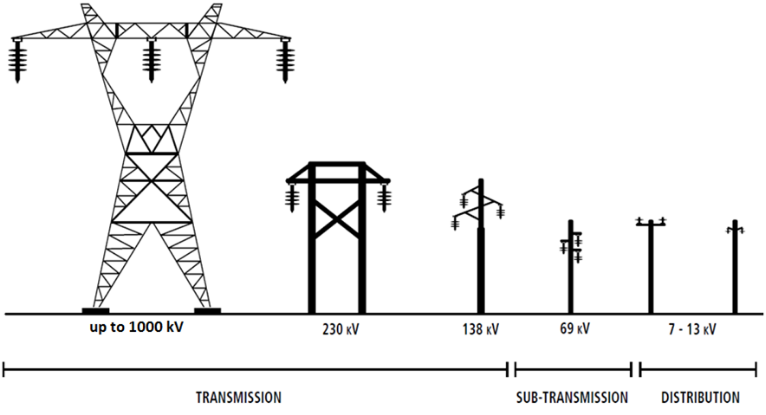 up to 1000 kV
230 KV
138 KV
69 KV
7 - 13 KV
TRANSMISSION
SUB-TRANSMISSION
DISTRIBUTION